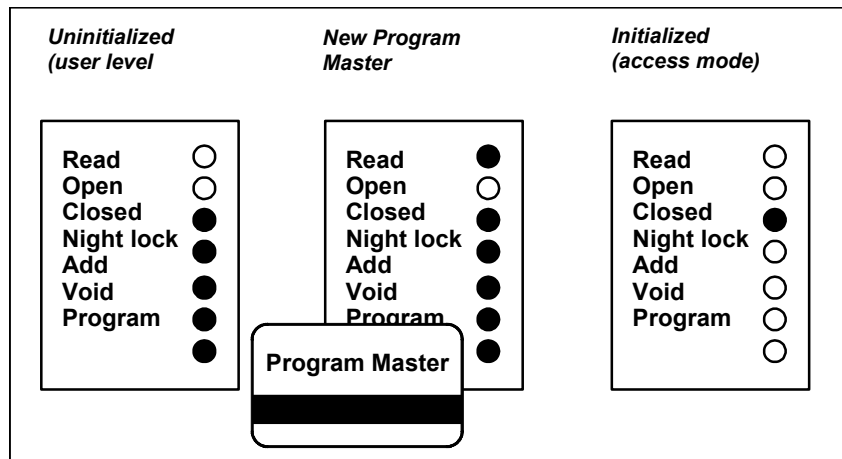 Uninitialized
(user level
New Program
Master
Initialized
(access mode)
Read
Open
Closed
Night lock
Add
Void
Program
Read
Open
Closed
Night lock
Add
Void
Program
Program Master
Read
Open
Closed
Night lock
Add
Void
Program